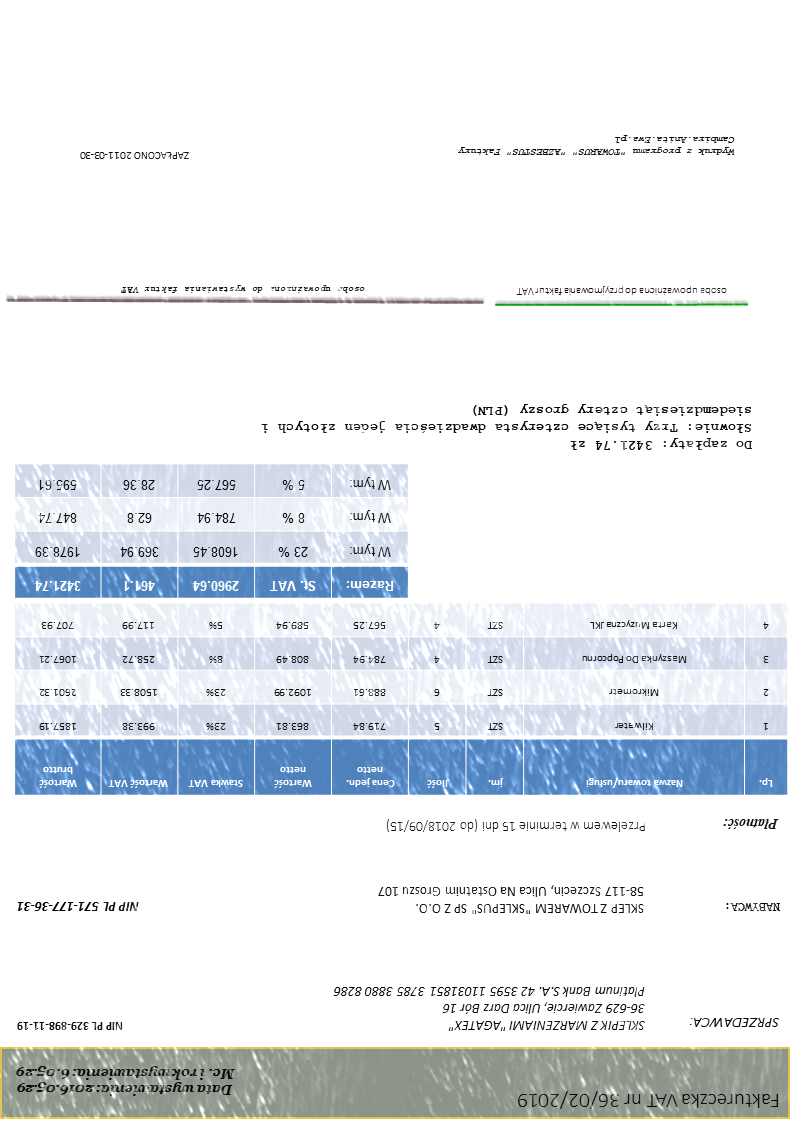 Faktureczka VAT nr 36/02/2019
Data wystawienia: 2016.05.29
Mc. i rok wystawienia: 6.05.29
SPRZEDAWCA:
SKLEPIK Z MARZENIAMI "AGATEX"
NIP PL 329-898-11-19
36-629 Zawiercie, Ulica Darz Bór 16
Platinum Bank S.A. 42 3595 11031851 3785 3880 8286
NABYWCA:
SKLEP Z TOWAREM "SKLEPUS" SP Z O.O.
NIP PL 571-177-36-31
58-117 Szczecin, Ulica Na Ostatnim Groszu 107
Płatność:
Przelewem w terminie 15 dni (do 2018/09/15)
Lp. Nazwa towaru/usługi jm. Ilość Cena jedn. netto Wartość netto Stawka VAT Wartość VAT Wartość brutto
1 SZT 5 719.84 863.81 23% 993.38 1857.19
2 Mikrometr SZT 6 888.61 1092.99 23% 1508.33 2601.32
3 Maszynka Do Popcornu SZT 4 784.94 808.49 8% 258.72 1067.21
4 Karta Muzyczna JKL SZT 4 567.25 589.94 5% 117.99 707.93
Razem: St. VAT 2960.64 461.1 3421.74
W tym: 23 % 1608.45 369.94 1978.39
W tym: 8 % 784.94 62.8 847.74
W tym: 5 % 567.25 28.36 595.61
Do zapłaty: 3421.74 zł
Słownie: Trzy tysiące czterysta dwadzieścia jeden złotych i
siedemdziesiąt cztery groszy (PLN)
osoba upoważniona do przyjmowania faktur VAT
osoba upoważniona do wystawiania faktur VAT
Wydruk z programu "TOWARUS" "AZBESTUS" Faktury
Cambira.Anita.Ewa.pl
ZAPŁACONO 2011-03-30